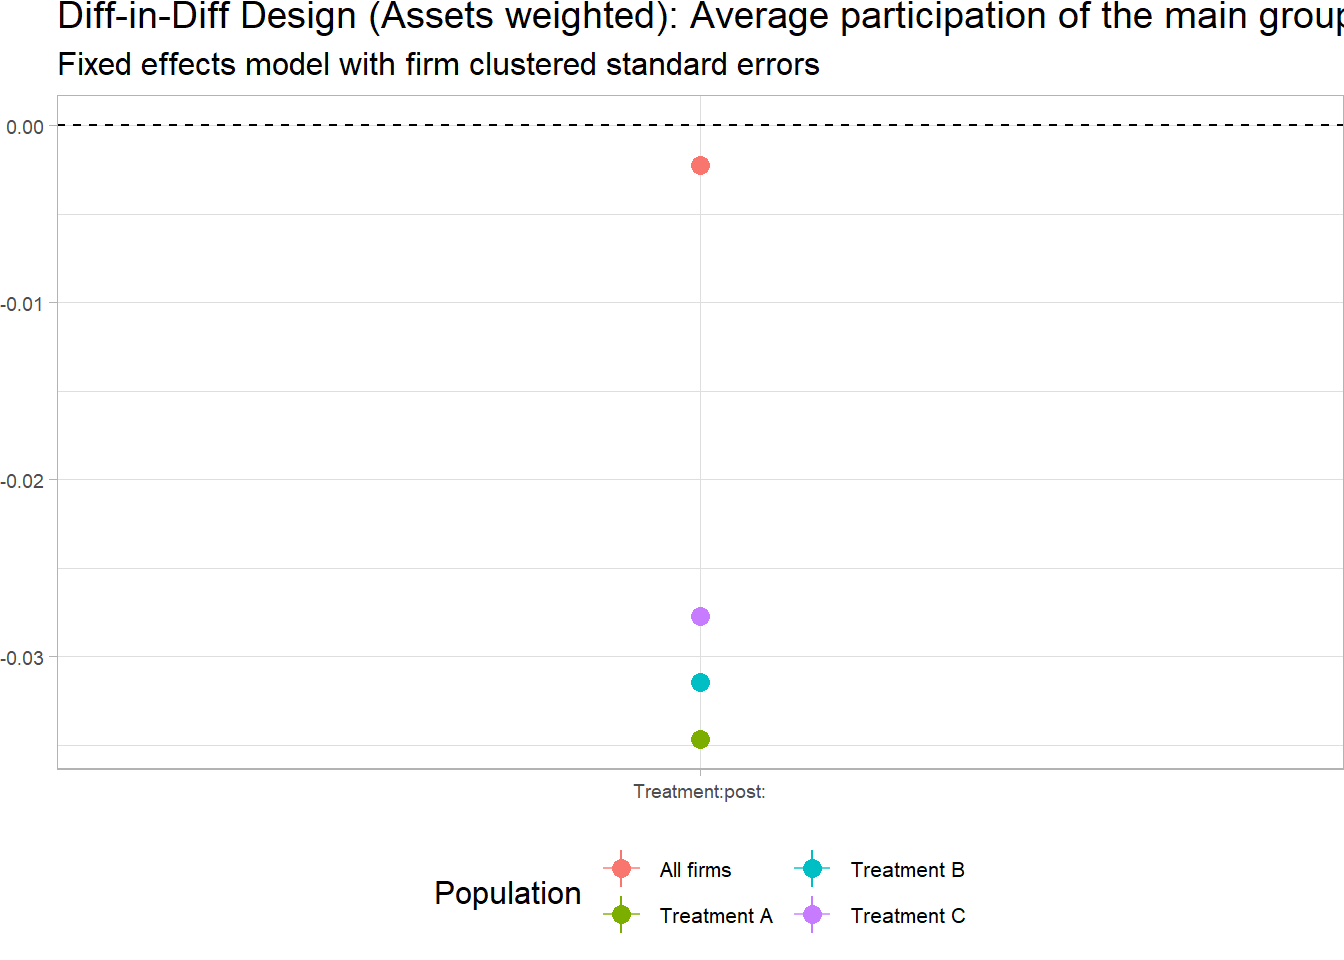 Diff-in-Diff Design (Assets weighted): Average participation of the main group
Fixed effects model with firm clustered standard errors
0.00
-0.01
-0.02
-0.03
Treatment:post:
Population
All firms
Treatment B
Treatment A
Treatment C